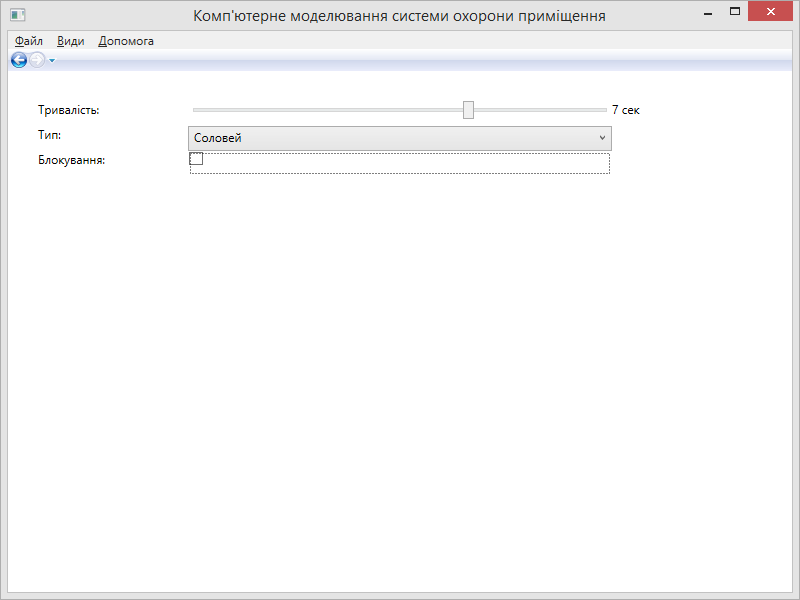 Комп'ютерне моделювання системи охорони приміщення
Файл Види Допомога
Тривалість: 7 сек
Тип: Соловей
Блокування: